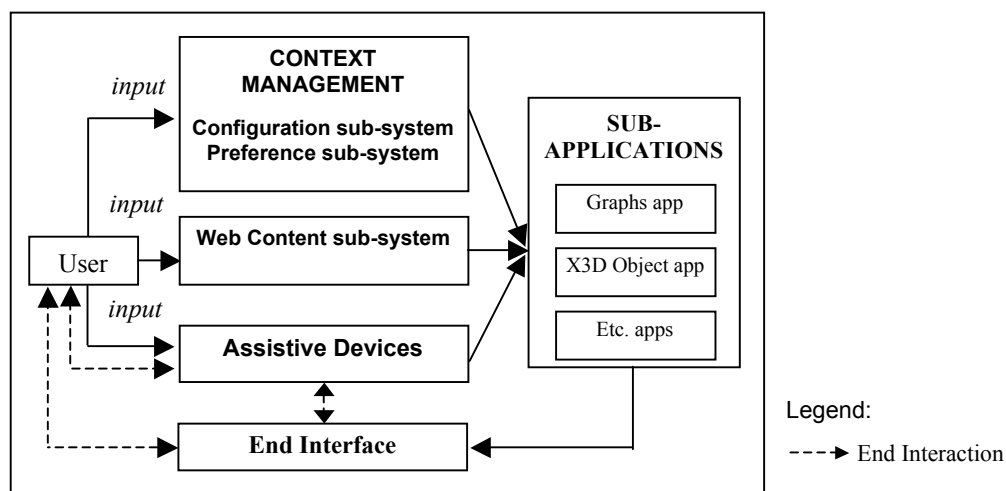 CONTEXT
MANAGEMENT
Configuration sub-system
Preference sub-system
input
SUB-
APPLICATIONS
Graphs app
X3D Object app
Etc. apps
input
Web Content sub-system
User
input
Assistive Devices
End Interface
Legend:
End Interaction